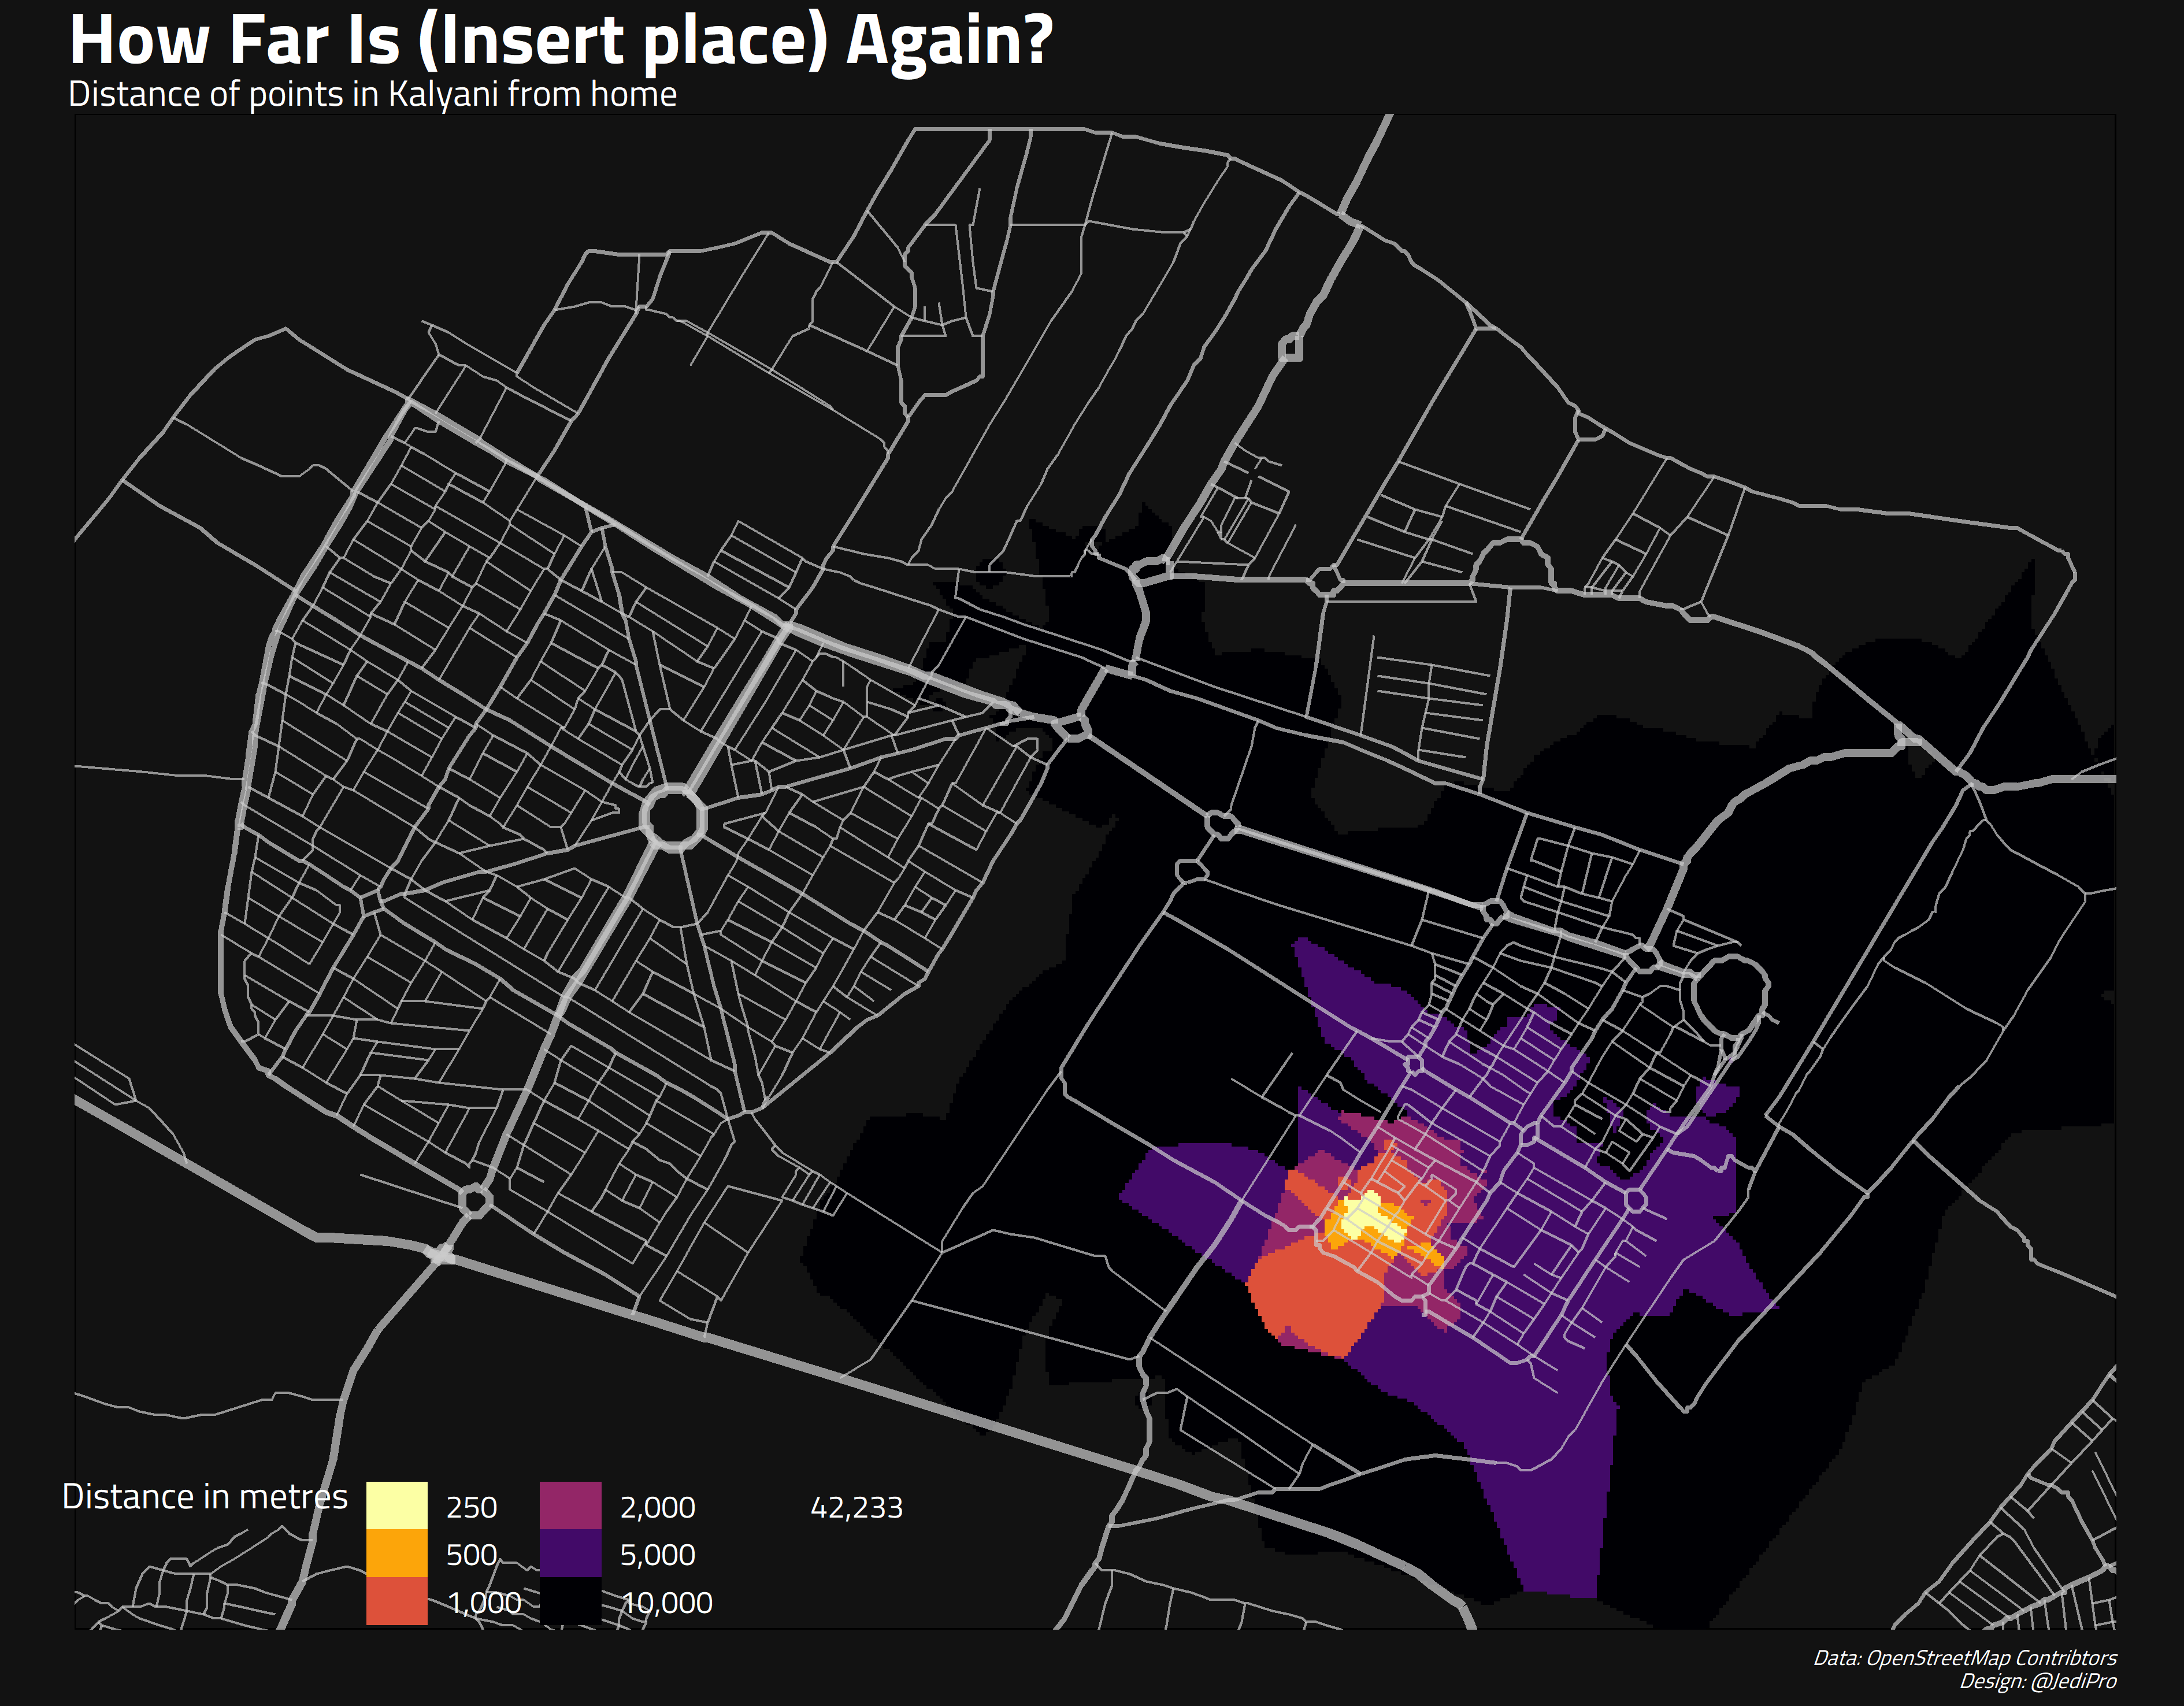 How Far Is (Insert place) Again?
Distance of points in Kalyani from home
Distance in metres
250
500
1,000
2,000
5,000
10,000
42,233
Data: OpenStreetMap Contribtors
Design: @JediPro